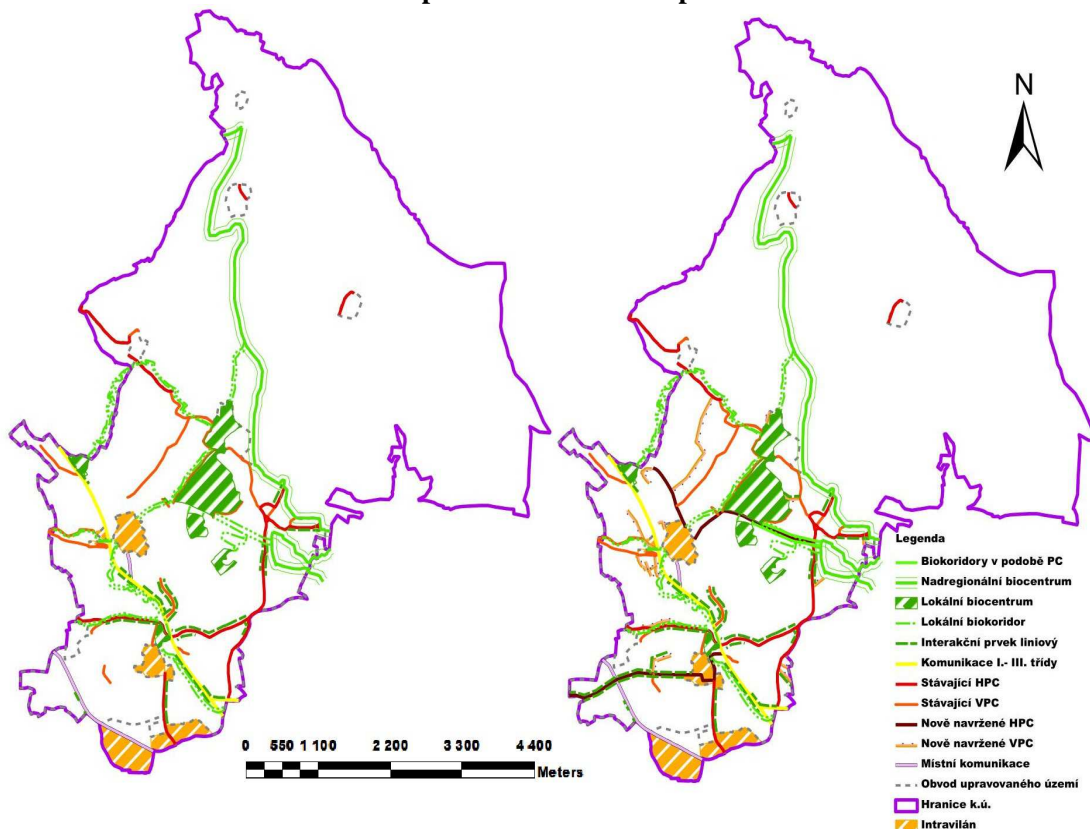 N
Legenda
Biokoridory v podobě PC
Nadregionální biocentrum
Lokální biocentrum
Lokální biokoidor
Interakční prvek liniový
Komunikace I.- III. třídy
Stávající HPC
Stávající VPC
Nově navržené HPC
Nově navržené VPC
Místní komunikace
Obvod upravovaného území
Hranice k.ú.
Intravilán
0 550 1 100 2 200 3 300 4 400
Meters